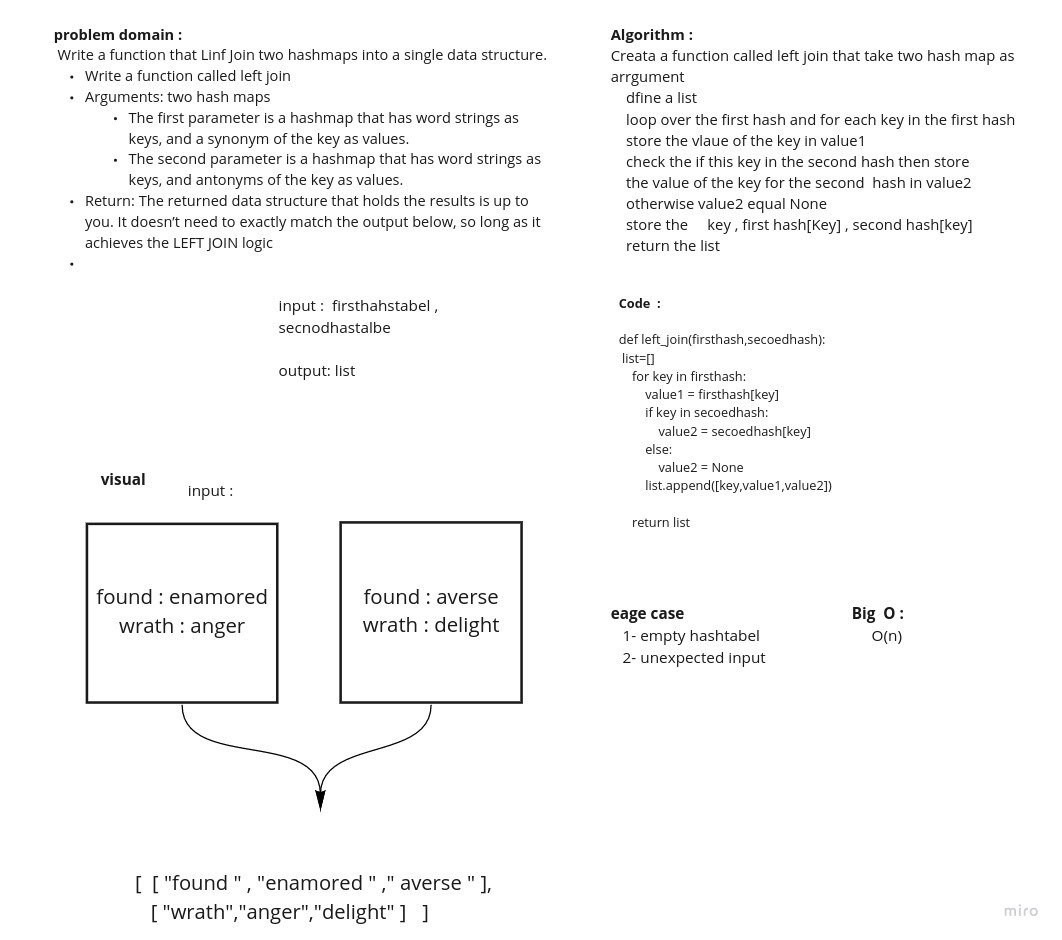 problem domain :
Write a function that Linf Join two hashmaps into a single data structure.
• Write a function called left join
• Arguments: two hash maps
• The first parameter is a hashmap that has word strings as
keys, and a synonym of the key as values.
• The second parameter is a hashmap that has word strings as
keys, and antonyms of the key as values.
• Return: The returned data structure that holds the results is up to
you. It doesn’t need to exactly match the output below, so long as it
achieves the LEFT JOIN logic
•
input :  firsthahstabel ,
secnodhastalbe
output: list
visual
input :
found : enamored
wrath : anger
found : averse
wrath : delight
[  [ "found " , "enamored " ," averse " ],
[ "wrath","anger","delight" ]   ]
Algorithm :
Creata a function called left join that take two hash map as
arrgument
dfine a list
loop over the first hash and for each key in the first hash
store the vlaue of the key in value1
check the if this key in the second hash then store
the value of the key for the second  hash in value2
otherwise value2 equal None
store the     key , first hash[Key] , second hash[key]
return the list
Code  :
def left_join(firsthash,secoedhash):
list=[]
for key in firsthash:
value1 = firsthash[key]
if key in secoedhash:
value2 = secoedhash[key]
else:
value2 = None
list.append([key,value1,value2])
return list
eage case
1- empty hashtabel
2- unexpected input
Big  O :
O(n)
miro